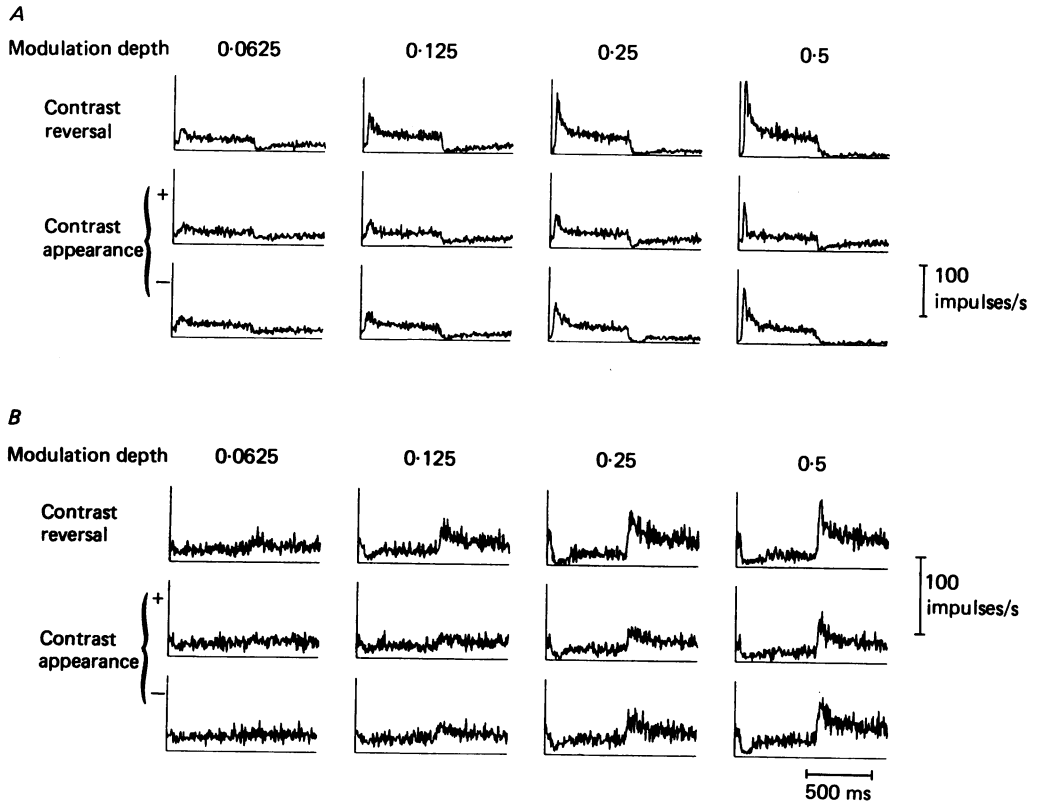 A
Modulation depth 0·0625 0·125 0·25 0·5
Contrast
reversal
+
Contrast
appearance
−
100
impulses/s
B
Modulation depth 0·0625 0·125 0·25 0·5
Contrast
reversal
+
Contrast
appearance
−
100
impulses/s
500 ms